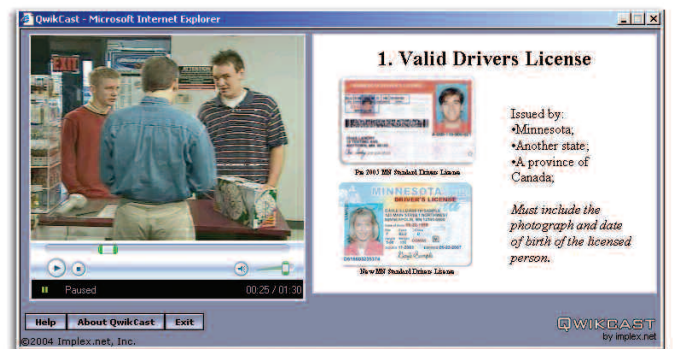 QwikCast - Microsoft Internet Explorer
EXIT
ATTENTION
1. Valid Drivers License
Pre 2005 MN Standard Drivers License
MINNESOTA
DRIVER'S LICENSE
New MN Standard Drivers License
Issued by:
•Minnesota;
•Another state;
•A province of
Canada;
Must include the
photograph and date
of birth of the licensed
person.
Paused
00:25 / 01:30
Help
About QwikCast
Exit
©2004 Implex.net, Inc.
QWIKCAST
by implex.net